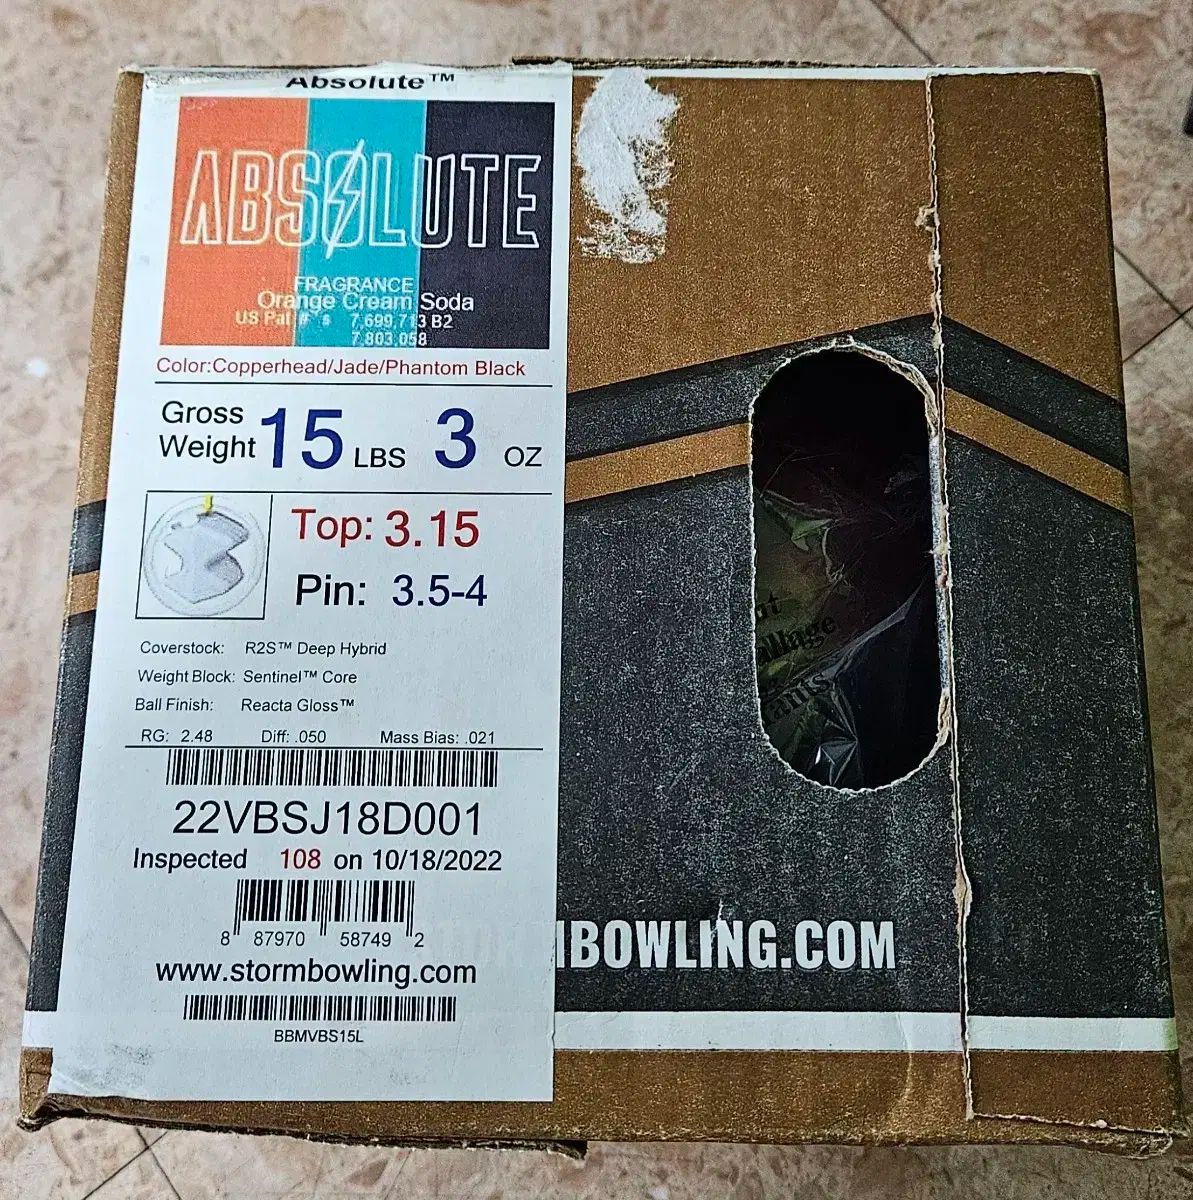 Absolute™
ABSOLUTE
FRAGRANCE
Orange Cream Soda
US Pat # s 7,699,713 B2
7,803,058
Color:Copperhead/Jade/Phantom Black
Gross Weight 15 LBS 3 OZ
Top: 3.15
Pin: 3.5-4
Coverstock: R2S™ Deep Hybrid
Weight Block: Sentinel™ Core
Ball Finish: Reacta Gloss™
RG: 2.48 Diff: .050 Mass Bias: .021
22VBSJ18D001
Inspected 108 on 10/18/2022
8 87970 58749 2
www.stormbowling.com
BBMVBS15L
MBOWLING.COM